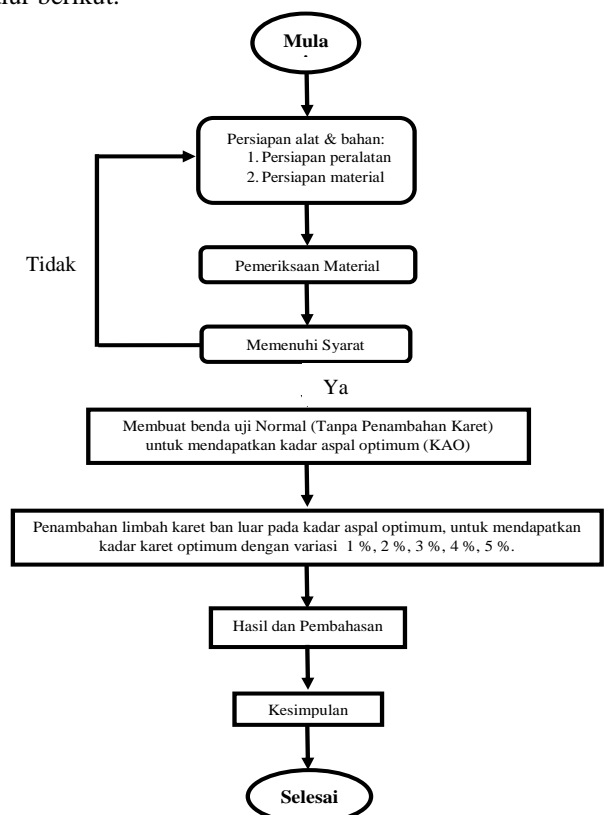 alur berikut:
Mula
Persiapan alat & bahan:
1. Persiapan peralatan
2. Persiapan material
Tidak
Pemeriksaan Material
Memenuhi Syarat
Ya
Membuat benda uji Normal (Tanpa Penambahan Karet)
untuk mendapatkan kadar aspal optimum (KAO)
Penambahan limbah karet ban luar pada kadar aspal optimum, untuk mendapatkan
kadar karet optimum dengan variasi 1 %, 2 %, 3 %, 4 %, 5 %.
Hasil dan Pembahasan
Kesimpulan
Selesai